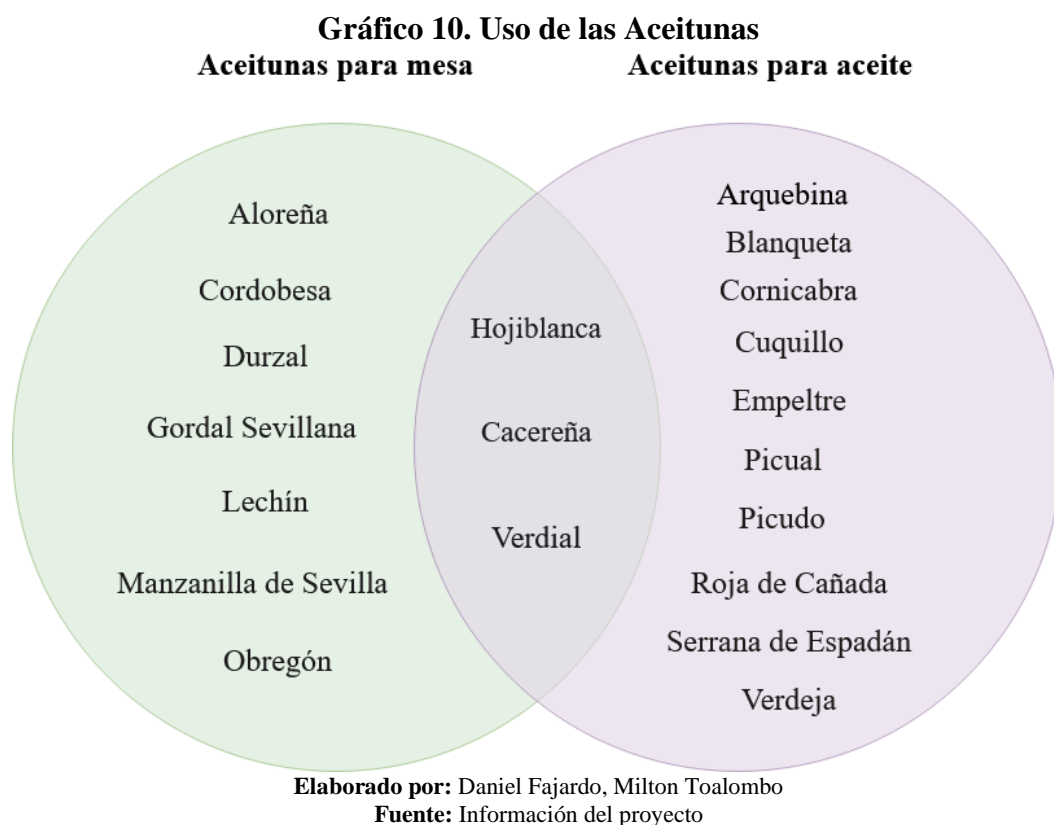 Gráfico 10. Uso de las Aceitunas
Aceitunas para mesa
Aceitunas para aceite
Aloreña
Cordobesa
Durzal
Gordal Sevillana
Lechín
Manzanilla de Sevilla
Obregón
Hojiblanca
Cacereña
Verdial
Arquebina
Blanqueta
Cornicabra
Cuquillo
Empeltre
Picual
Picudo
Roja de Cañada
Serrana de Espadán
Verdeja
Elaborado por: Daniel Fajardo, Milton Toalombo
Fuente: Información del proyecto